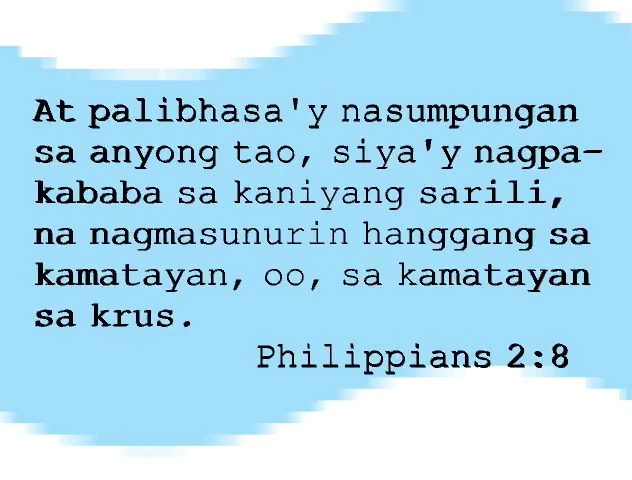 At palibhasa'y nasumpungan
sa anyong tao, siya'y nagpa-
kababa sa kaniyang sarili,
na nagmasunurin hanggang sa
kamatayan, oo, sa kamatayan
sa krus.
Philippians 2:8